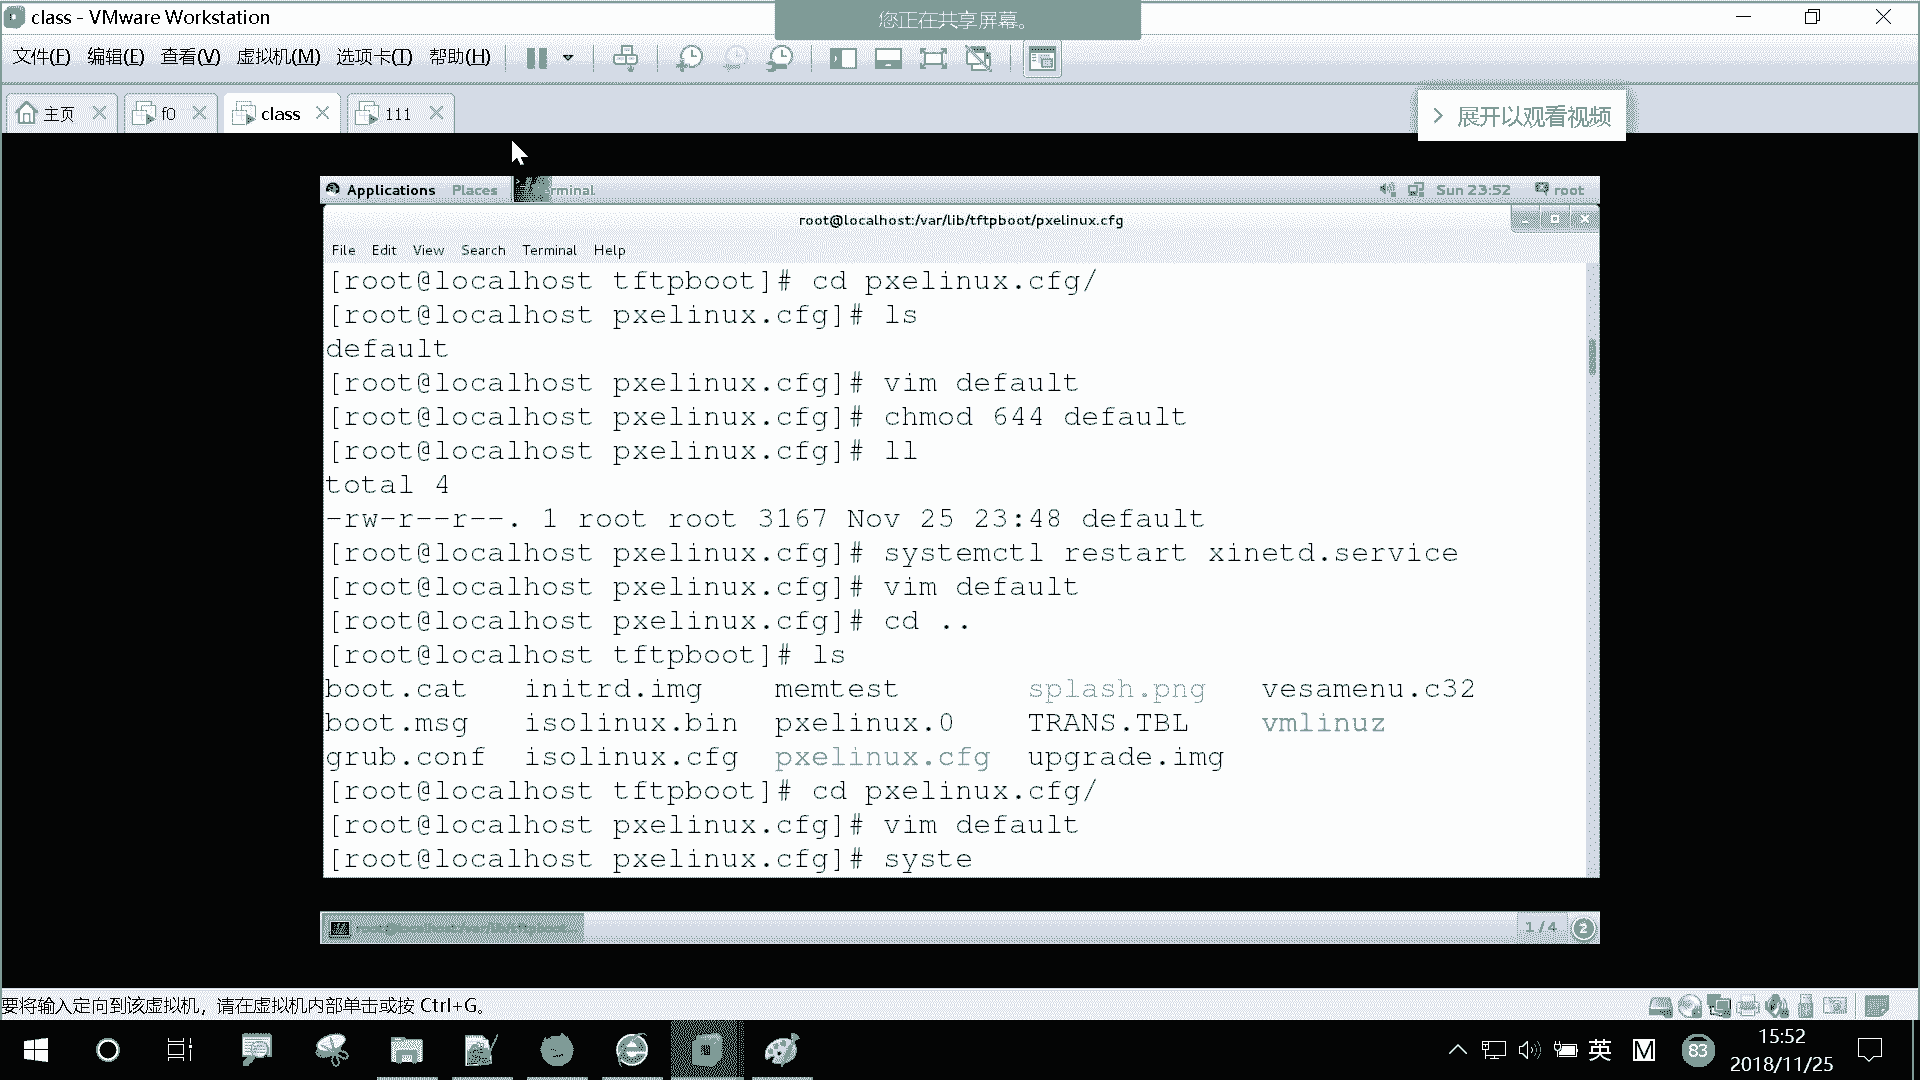 class - VMware Workstation
您正在共享屏幕。
文件(F) 编辑(E) 查看(V) 虚拟机(M) 选项卡(T) 帮助(H)
主页 f0 class 111
展开以观看视频
Applications Places rminal Sun 23:52 root
root@localhost:/var/lib/tftpboot/pxelinux.cfg
File Edit View Search Terminal Help
[root@localhost tftpboot]# cd pxelinux.cfg/
[root@localhost pxelinux.cfg]# ls
default
[root@localhost pxelinux.cfg]# vim default
[root@localhost pxelinux.cfg]# chmod 644 default
[root@localhost pxelinux.cfg]# ll
total 4
-rw-r--r--. 1 root root 3167 Nov 25 23:48 default
[root@localhost pxelinux.cfg]# systemctl restart xinetd.service
[root@localhost pxelinux.cfg]# vim default
[root@localhost pxelinux.cfg]# cd ..
[root@localhost tftpboot]# ls
boot.cat initrd.img memtest splash.png vesamenu.c32
boot.msg isolinux.bin pxelinux.0 TRANS.TBL vmlinuz
grub.conf isolinux.cfg pxelinux.cfg upgrade.img
[root@localhost tftpboot]# cd pxelinux.cfg/
[root@localhost pxelinux.cfg]# vim default
[root@localhost pxelinux.cfg]# syste
root@localhost:/var/lib/tftpboot...
1 / 4 2
要将输入定向到该虚拟机，请在虚拟机内部单击或按 Ctrl+G。
英 M 83 15:52
2018/11/25